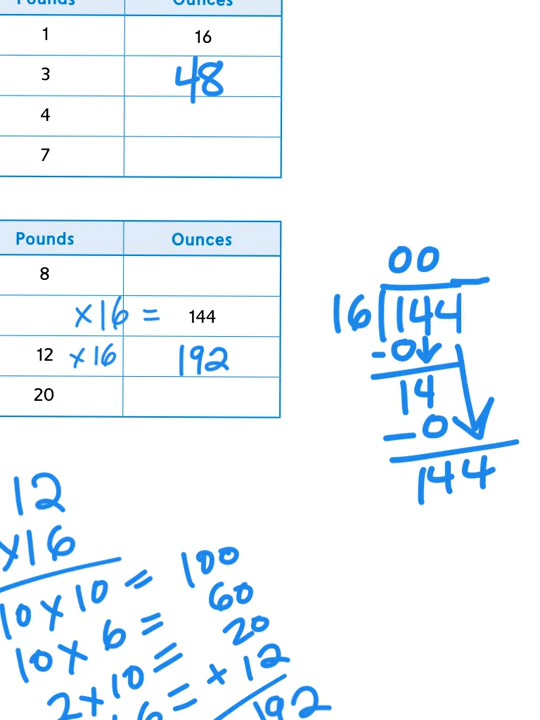 Pounds Ounces
1 16
3 48
4
7
Pounds Ounces
8
×16 = 144
12 ×16 192
20
00
16 144
-0
14
-0
144
12
×16
10×10 = 100
10×6 = 60
2×10 = 20
6 = +12
192